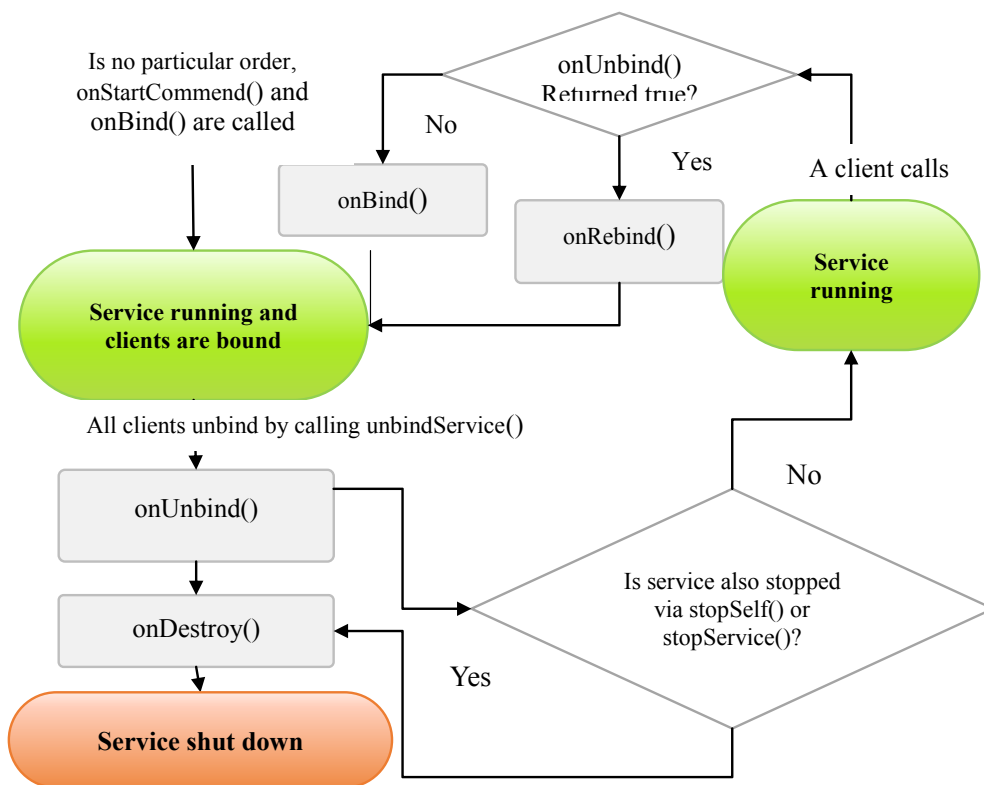 Is no particular order,
onStartCommend() and
onBind() are called
onUnbind()
Returned true?
No
Yes
A client calls
onBind()
onRebind()
Service
running
Service running and
clients are bound
All clients unbind by calling unbindService()
No
onUnbind()
Is service also stopped
via stopSelf() or
stopService()?
onDestroy()
Yes
Service shut down